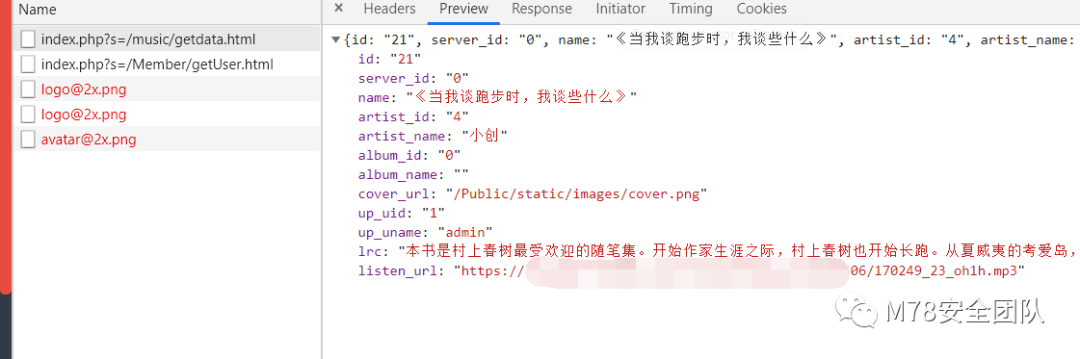 Name
× Headers Preview Response Initiator Timing Cookies
index.php?s=/music/getdata.html
index.php?s=/Member/getUser.html
logo@2x.png
logo@2x.png
avatar@2x.png
▼{id: "21", server_id: "0", name: "《当我谈跑步时，我谈些什么》", artist_id: "4", artist_name:
id: "21"
server_id: "0"
name: "《当我谈跑步时，我谈些什么》"
artist_id: "4"
artist_name: "小创"
album_id: "0"
album_name: ""
cover_url: "/Public/static/images/cover.png"
up_uid: "1"
up_uname: "admin"
lrc: "本书是村上春树最受欢迎的随笔集。开始作家生涯之际，村上春树也开始长跑。从夏威夷的考爱岛，
listen_url: "https:// 06/170249_23_oh1h.mp3"
M78安全团队